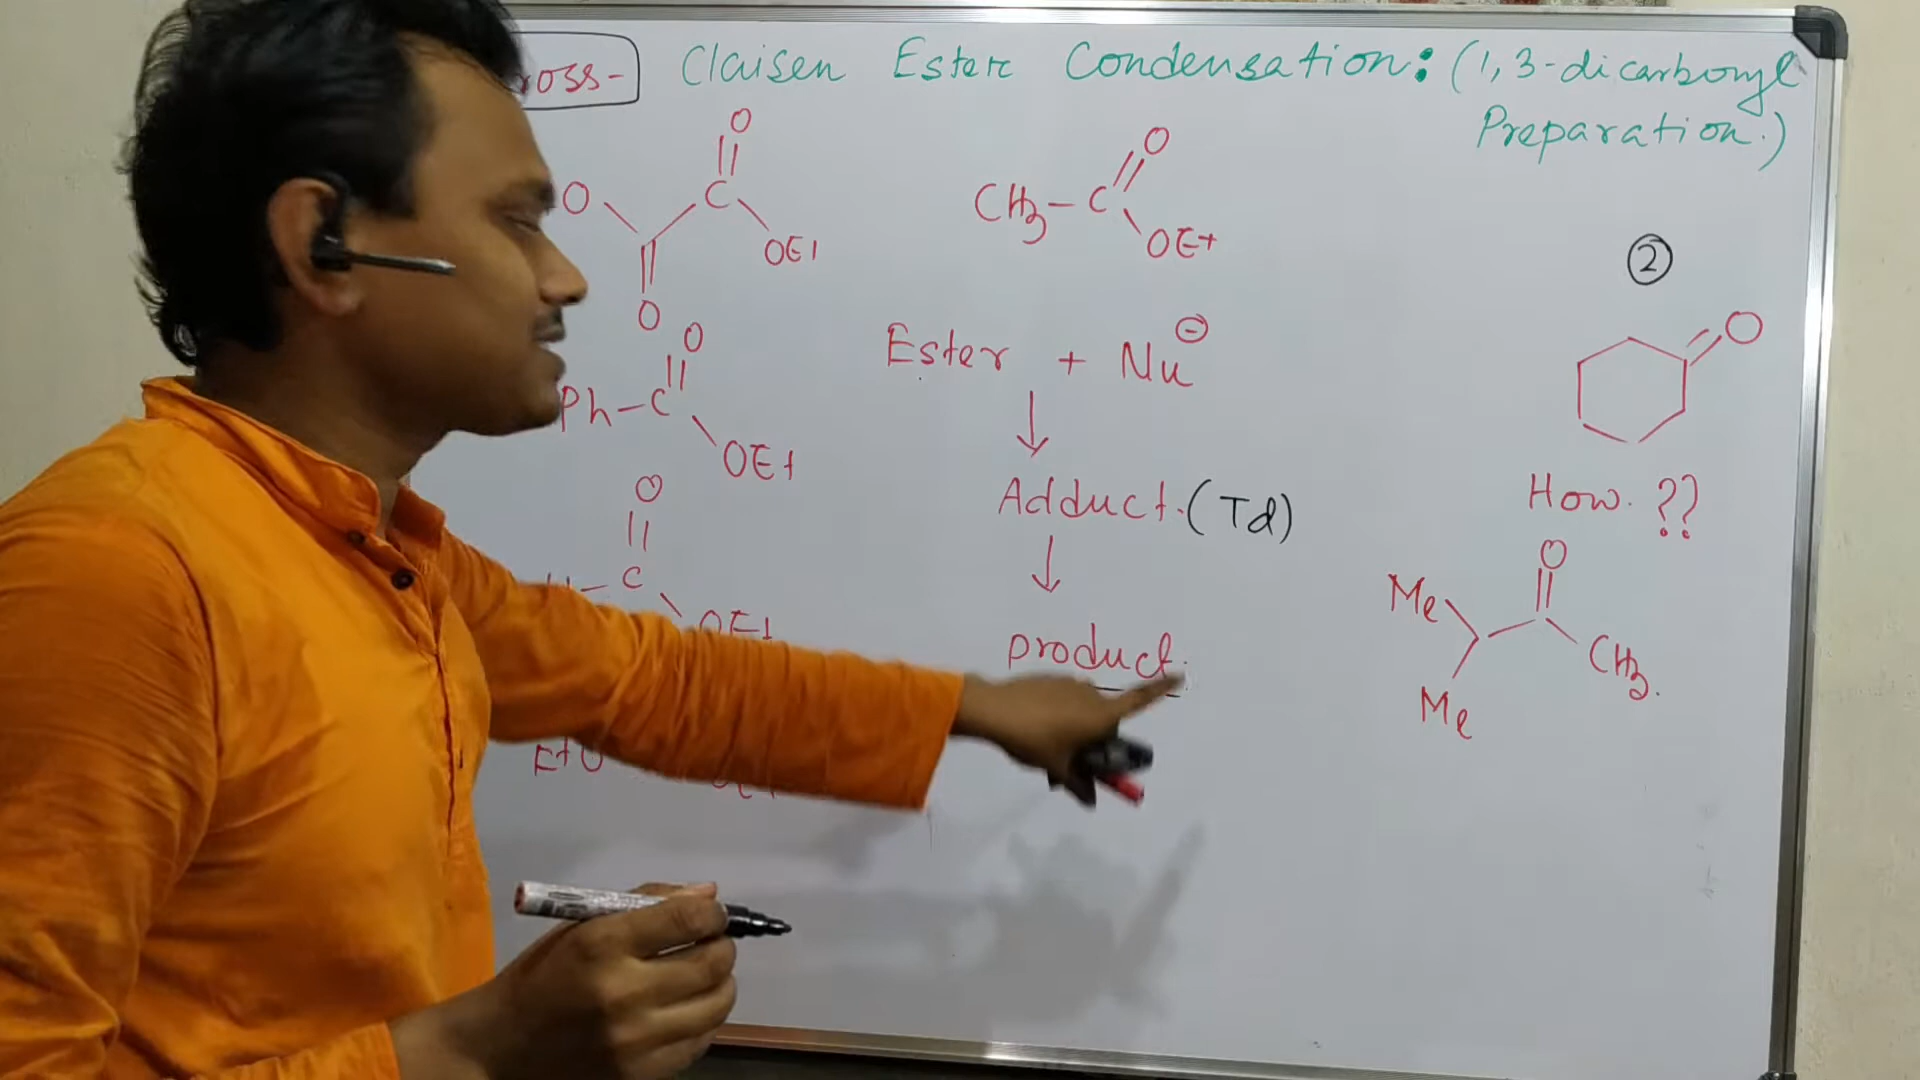 ross- Claisen Ester Condensation: (1,3-dicarbonyl
Preparation.)
O
O
C
OEt
O
O
CH3-C
OEt
②
O
Ester + Nu⊖
O
Ph-C
OEt
How. ??
Adduct. (Td)
O
C
OEt
product.
O
Me
CH3.
Me
EtO